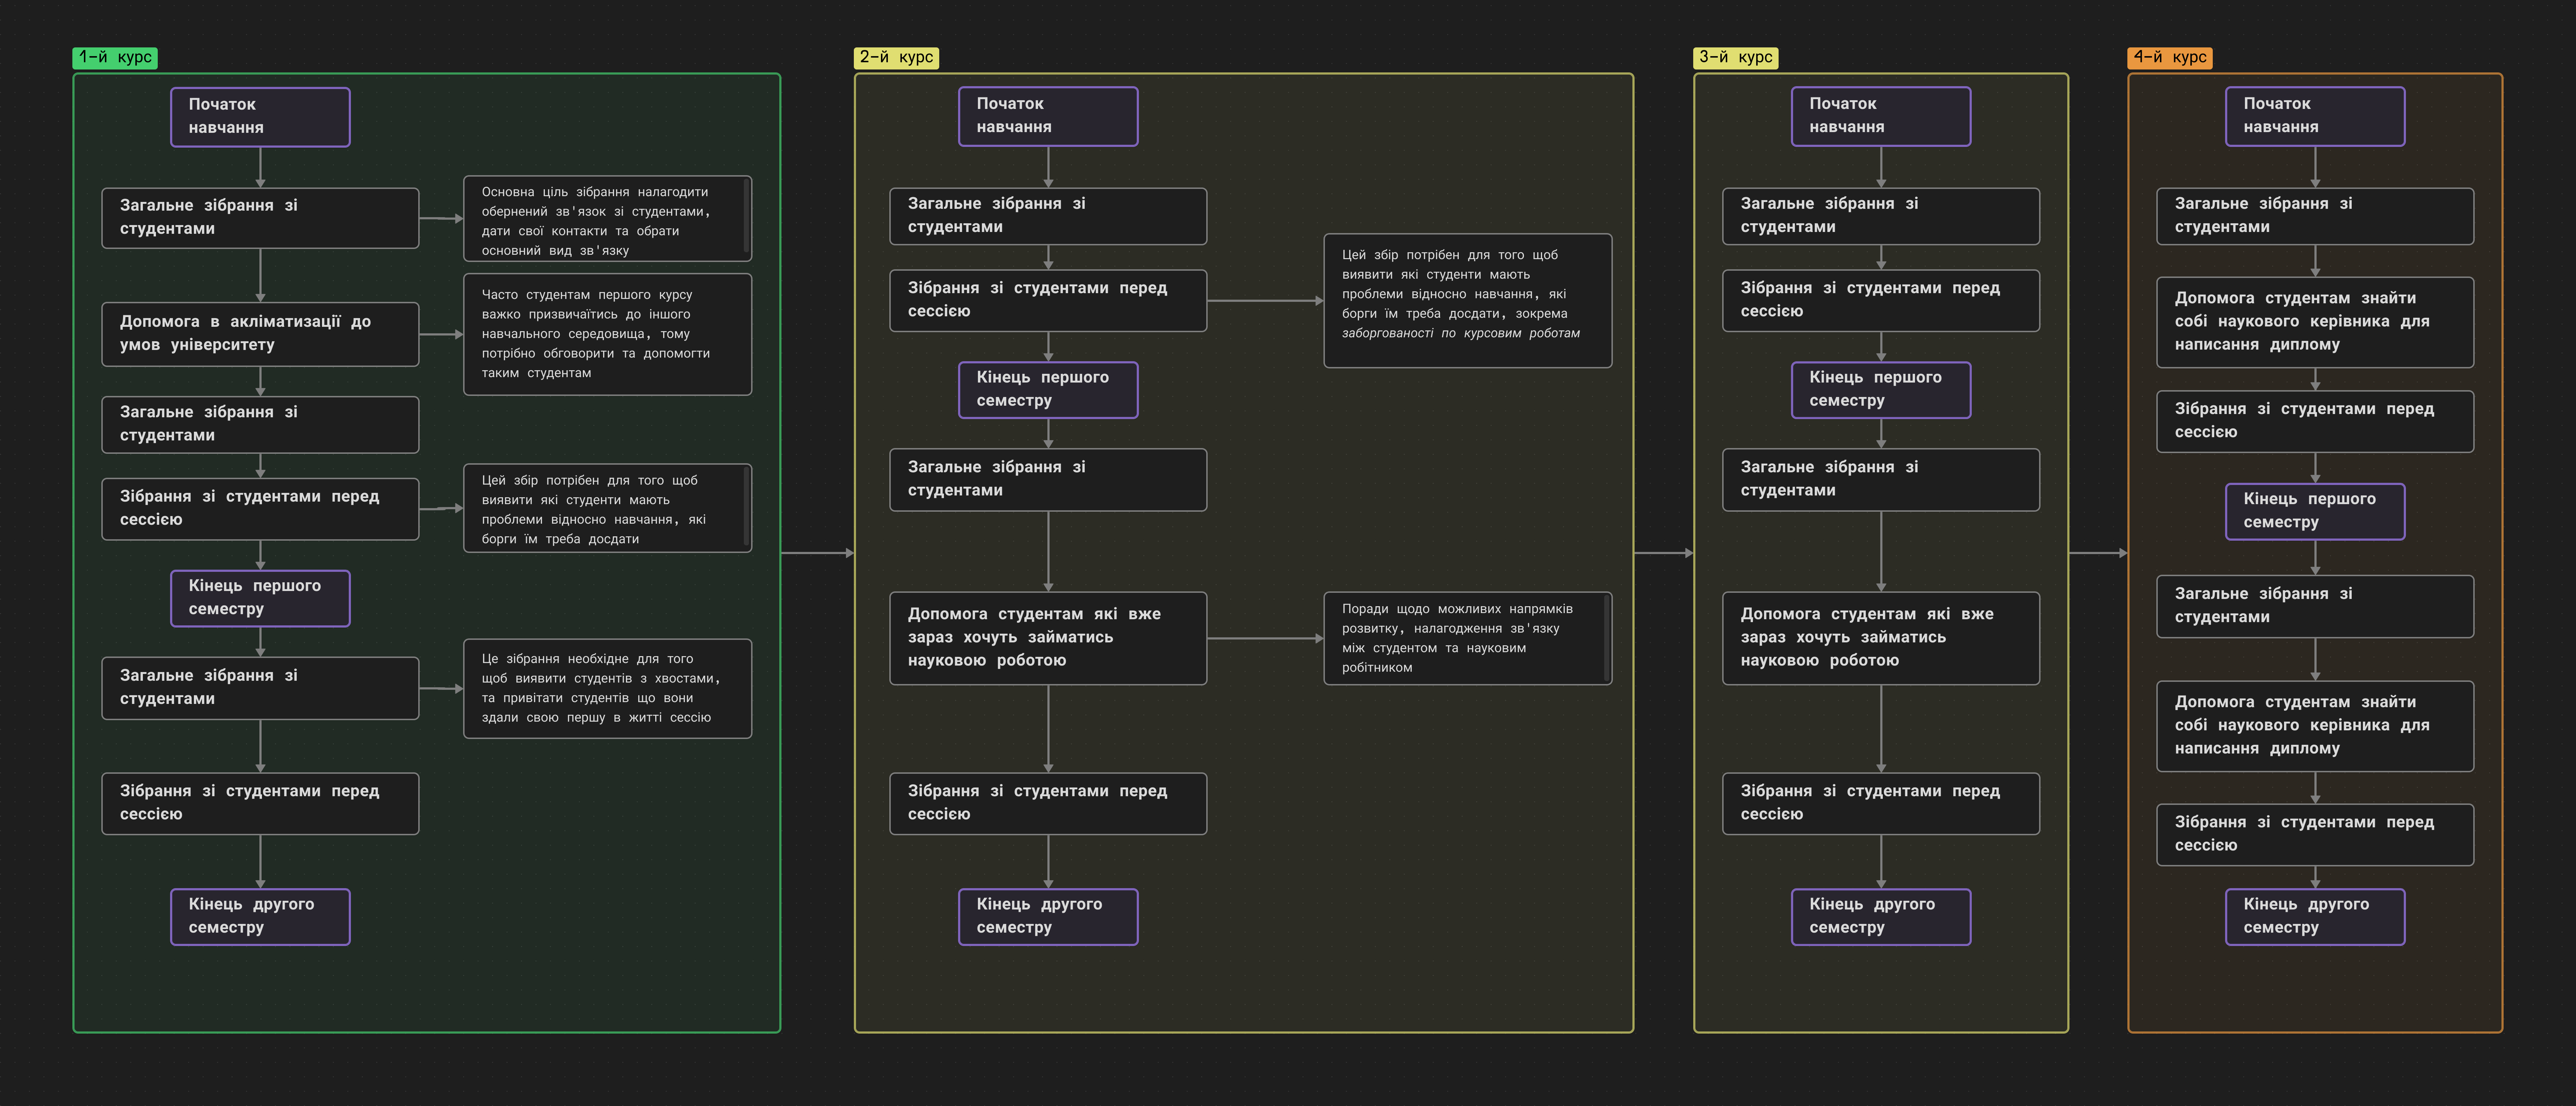 1-й курс
Початок
навчання
Загальне зібрання зі
студентами
Основна ціль зібрання налагодити
обернений зв'язок зі студентами,
дати свої контакти та обрати
основний вид зв'язку
Допомога в акліматизації до
умов університету
Часто студентам першого курсу
важко призвичаїтись до іншого
навчального середовища, тому
потрібно обговорити та допомогти
таким студентам
Загальне зібрання зі
студентами
Зібрання зі студентами перед
сессією
Цей збір потрібен для того щоб
виявити які студенти мають
проблеми відносно навчання, які
борги їм треба досдати
Кінець першого
семестру
Загальне зібрання зі
студентами
Це зібрання необхідне для того
щоб виявити студентів з хвостами,
та привітати студентів що вони
здали свою першу в житті сессію
Зібрання зі студентами перед
сессією
Кінець другого
семестру
2-й курс
Початок
навчання
Загальне зібрання зі
студентами
Зібрання зі студентами перед
сессією
Цей збір потрібен для того щоб
виявити які студенти мають
проблеми відносно навчання, які
борги їм треба досдати, зокрема
заборгованості по курсовим роботам
Кінець першого
семестру
Загальне зібрання зі
студентами
Допомога студентам які вже
зараз хочуть займатись
науковою роботою
Поради щодо можливих напрямків
розвитку, налагодження зв'язку
між студентом та науковим
робітником
Зібрання зі студентами перед
сессією
Кінець другого
семестру
3-й курс
Початок
навчання
Загальне зібрання зі
студентами
Зібрання зі студентами перед
сессією
Кінець першого
семестру
Загальне зібрання зі
студентами
Допомога студентам які вже
зараз хочуть займатись
науковою роботою
Зібрання зі студентами перед
сессією
Кінець другого
семестру
4-й курс
Початок
навчання
Загальне зібрання зі
студентами
Допомога студентам знайти
собі наукового керівника для
написання диплому
Зібрання зі студентами перед
сессією
Кінець першого
семестру
Загальне зібрання зі
студентами
Допомога студентам знайти
собі наукового керівника для
написання диплому
Зібрання зі студентами перед
сессією
Кінець другого
семестру